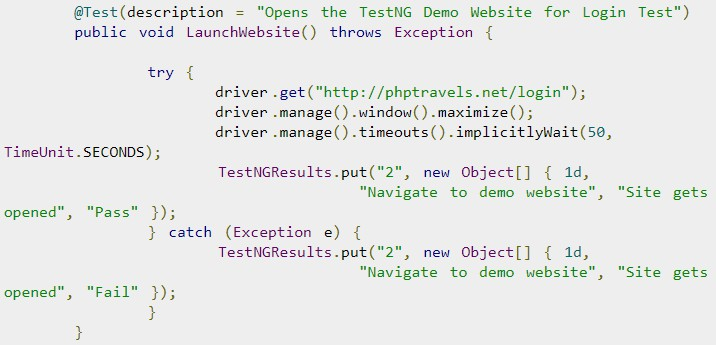 @Test(description = "Opens the TestNG Demo Website for Login Test")
public void LaunchWebsite() throws Exception {
try {
driver.get("http://phptravels.net/login");
driver.manage().window().maximize();
driver.manage().timeouts().implicitlyWait(50,
TimeUnit.SECONDS);
TestNGResults.put("2", new Object[] { 1d,
"Navigate to demo website", "Site gets
opened", "Pass" });
} catch (Exception e) {
TestNGResults.put("2", new Object[] { 1d,
"Navigate to demo website", "Site gets
opened", "Fail" });
}
}